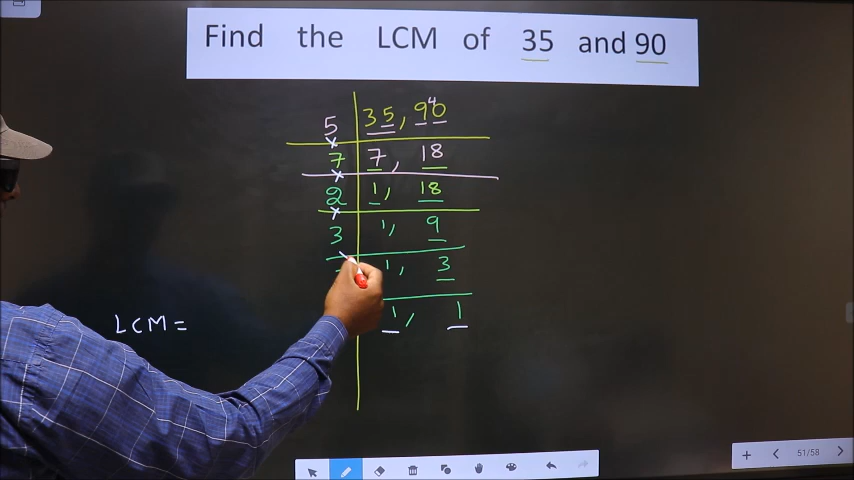 Find the LCM of 35 and 90
5 35, 90 4
7 7, 18
2 1, 18
3 1, 9
1, 3
1, 1
LCM =
51/58